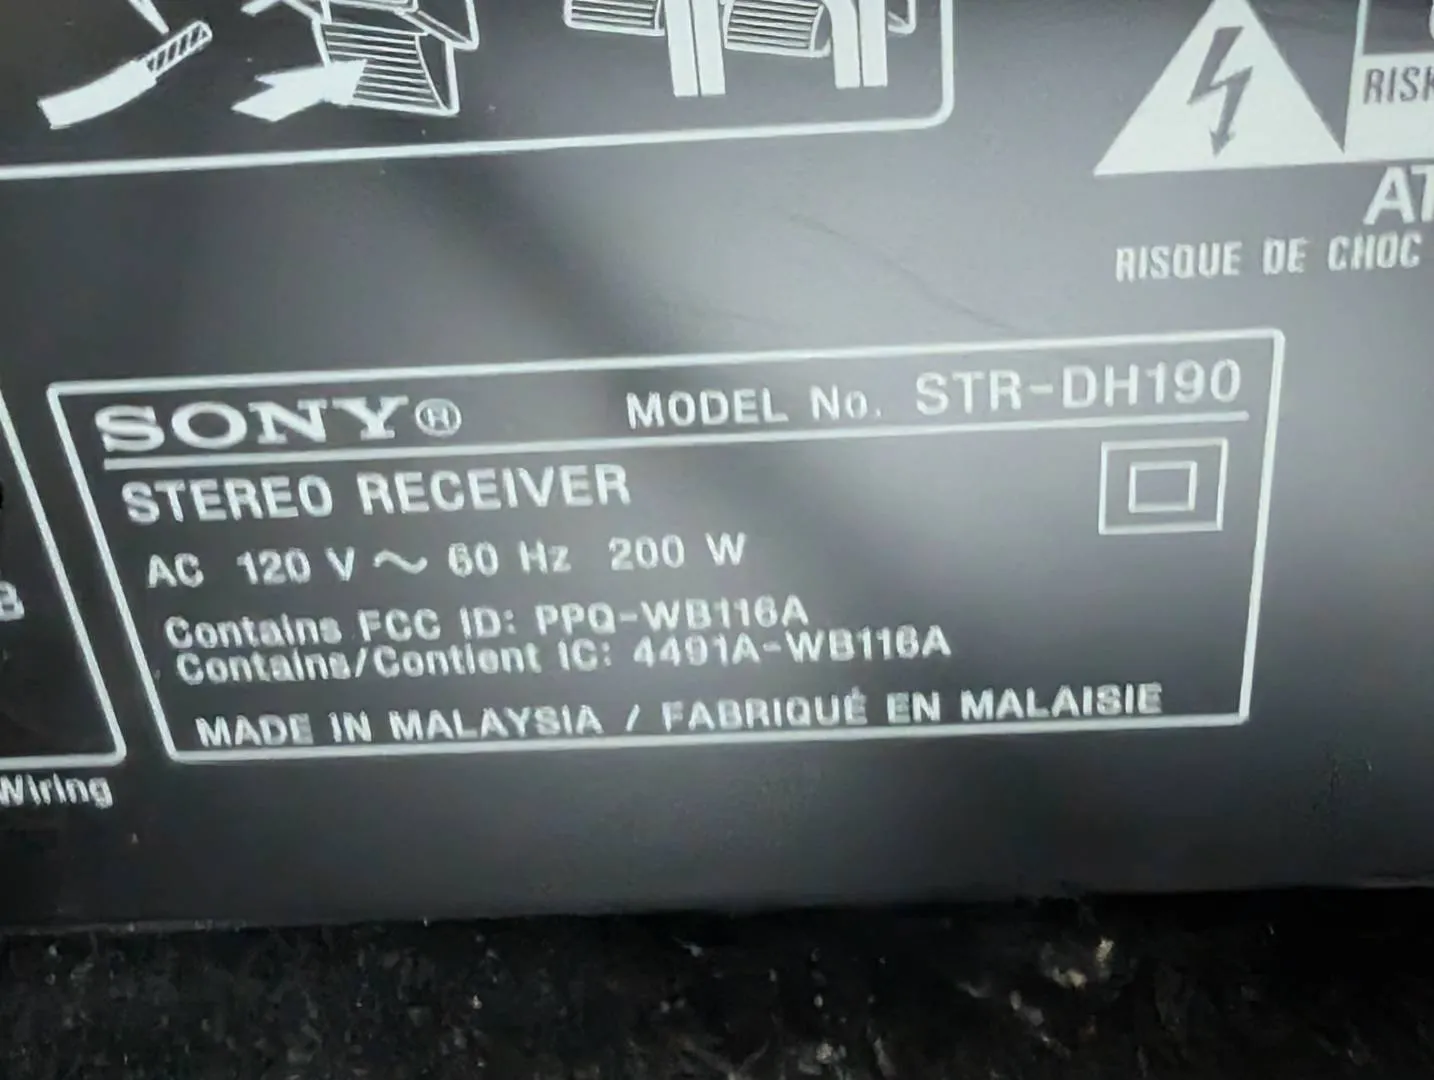 RISK
AT
RISQUE DE CHOC
SONY® MODEL No. STR-DH190
STEREO RECEIVER
AC 120 V ~ 60 Hz 200 W
Contains FCC ID: PPQ-WB116A
Contains/Contient IC: 4491A-WB116A
MADE IN MALAYSIA / FABRIQUÉ EN MALAISIE
B
Wiring